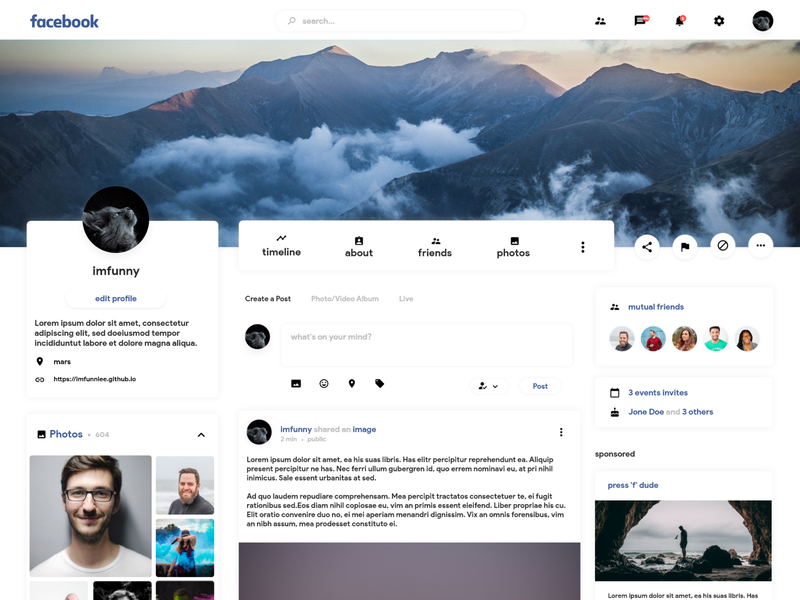 facebook
search...
imfunny
edit profile
Lorem ipsum dolor sit amet, consectetur
adipiscing elit, sed doeiusmod tempor
incididuntut labore et dolore magna aliqua.
mars
https://imfunniee.github.io
Photos • 604
timeline
about
friends
photos
Create a Post
Photo/Video Album
Live
what's on your mind?
Post
imfunny shared an image
2 min • public
Lorem ipsum dolor sit amet, ea his suas libris. Has elitr percipitur reprehendunt ea. Aliquip
present percipitur ne has. Nec ferri ullum gubergren id, quo errem nominavi eu, at pri nihil
inimicus. Sale essent urbanitas at sed.
Ad quo laudem repudiare comprehensam. Mea percipit tractatos consectetuer te, ei fugit
rationibus sed.Eos diam nihil copiosae eu, vim an primis essent eleifend. Liber propriae his cu.
Elit oratio convenire duo no, ei mei aperiam menandri dignissim. Vix an omnis forensibus, vim
an nibh assum, mea prodesset constituto ei.
mutual friends
3 events invites
Jone Doe and 3 others
sponsored
press 'f' dude
Lorem ipsum dolor sit amet, ea his suas libris. Has